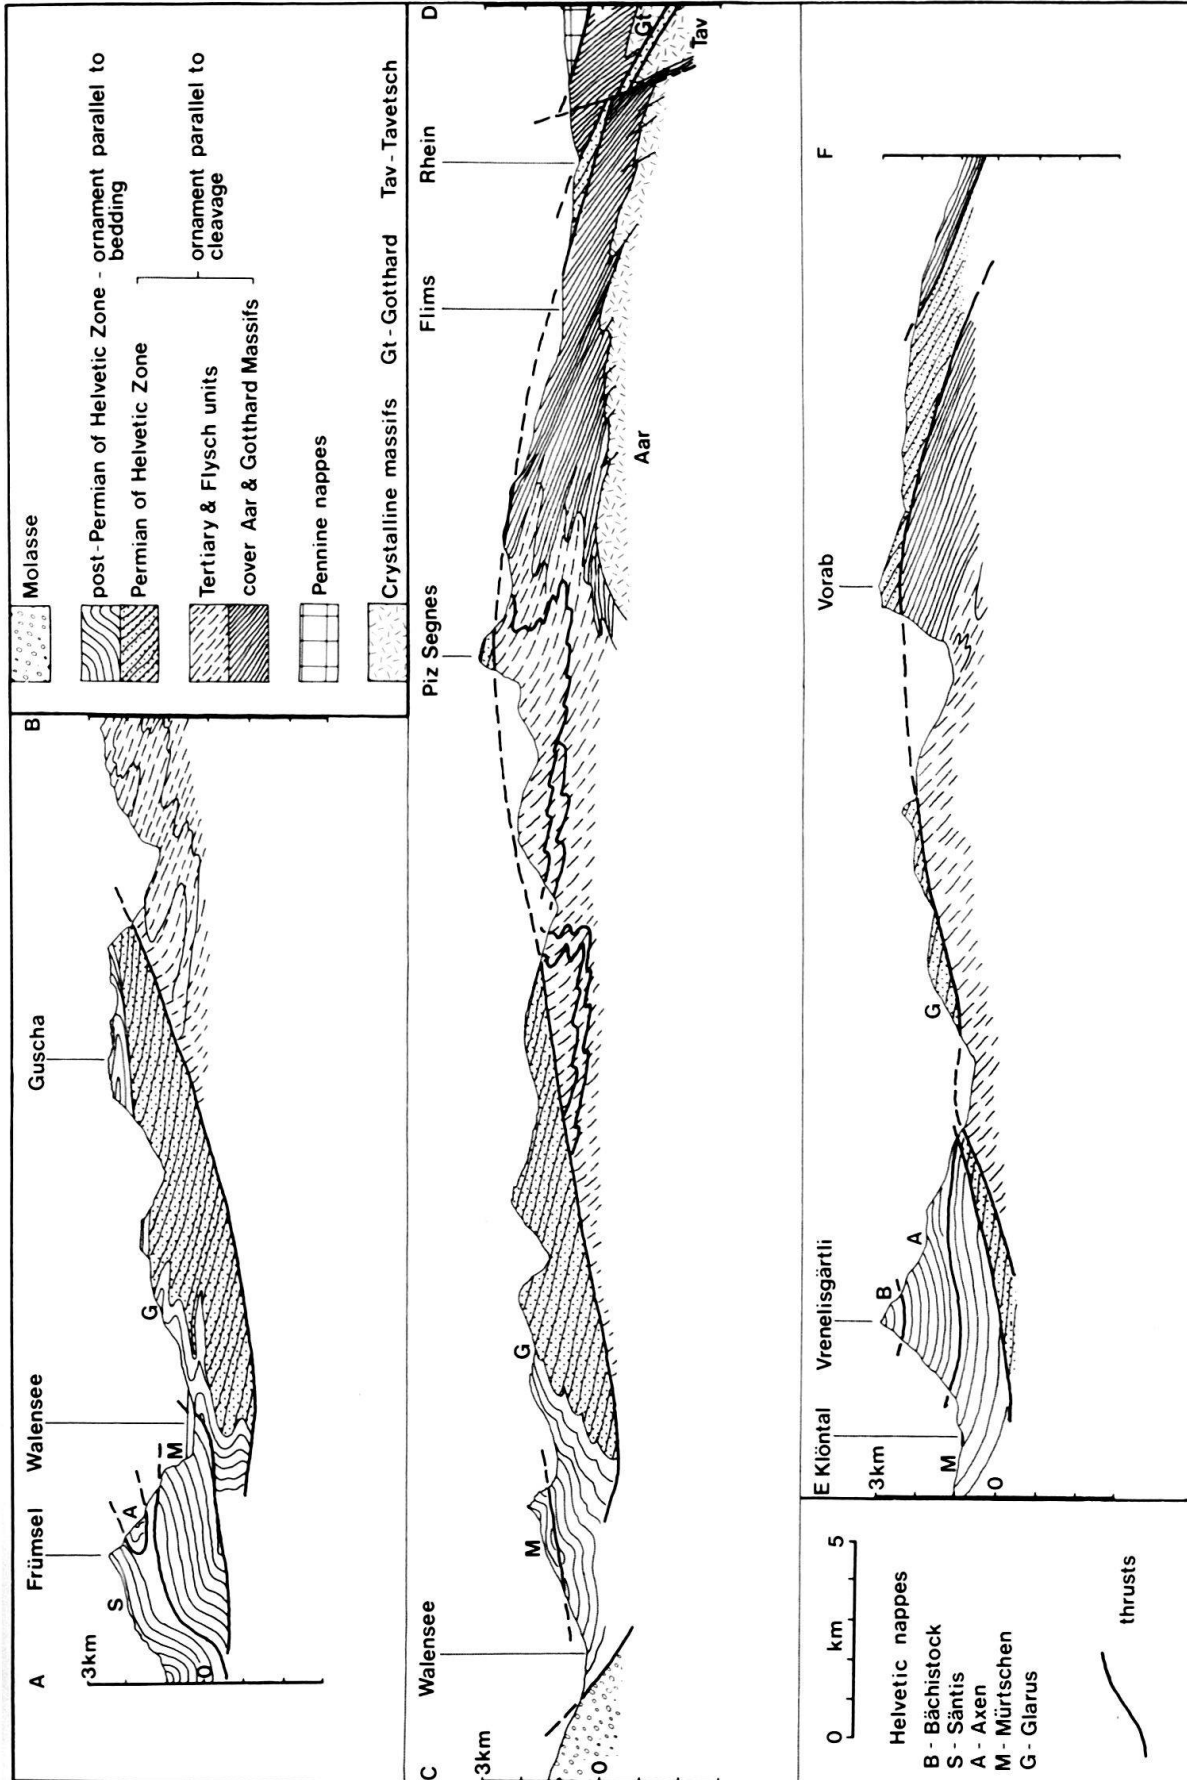 A
Frümsel
Walensee
Guscha
B
3km
0
S
A
M
G
Molasse
post-Permian of Helvetic Zone - ornament parallel to
bedding
Permian of Helvetic Zone
Tertiary & Flysch units
ornament parallel to
cleavage
cover Aar & Gotthard Massifs
Pennine nappes
Crystalline massifs Gt - Gotthard Tav - Tavetsch
C
Walensee
Piz Segnes
Flims
Rhein
D
3km
0
M
G
Aar
Gt
Tav
E Klöntal
Vrenelisgärtli
Vorab
F
3km
0
M
B
A
G
0 km 5
Helvetic nappes
B - Bächistock
S - Säntis
A - Axen
M - Mürtschen
G - Glarus
thrusts